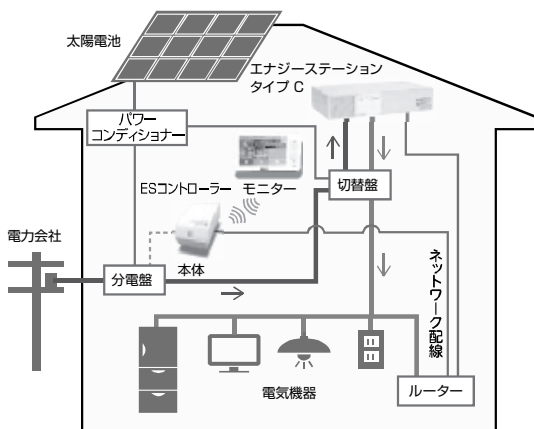 太陽電池
エナジーステーション
タイプ C
パワー
コンディショナー
ESコントローラー
モニター
切替盤
電力会社
分電盤
本体
ネットワーク配線
電気機器
ルーター